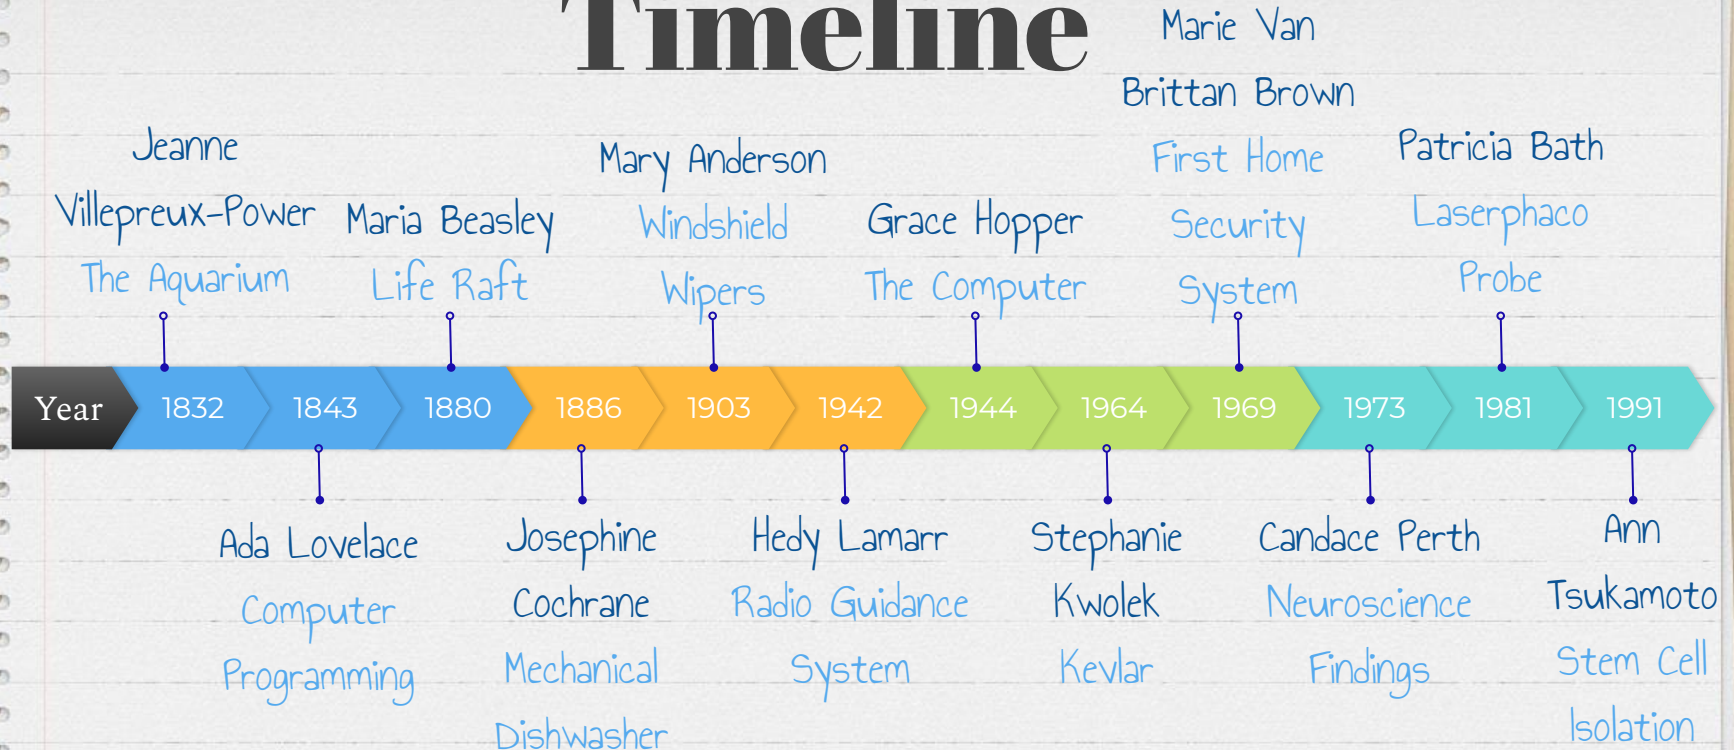 Timeline
Jeanne
Villepreux-Power
The Aquarium
Maria Beasley
Life Raft
Mary Anderson
Windshield
Wipers
Grace Hopper
The Computer
Marie Van
Brittan Brown
First Home
Security
System
Patricia Bath
Laserphaco
Probe
Year 1832 1843 1880 1886 1903 1942 1944 1964 1969 1973 1981 1991
Ada Lovelace
Computer
Programming
Josephine
Cochrane
Mechanical
Dishwasher
Hedy Lamarr
Radio Guidance
System
Stephanie
Kwolek
Kevlar
Candace Perth
Neuroscience
Findings
Ann
Tsukamoto
Stem Cell
Isolation